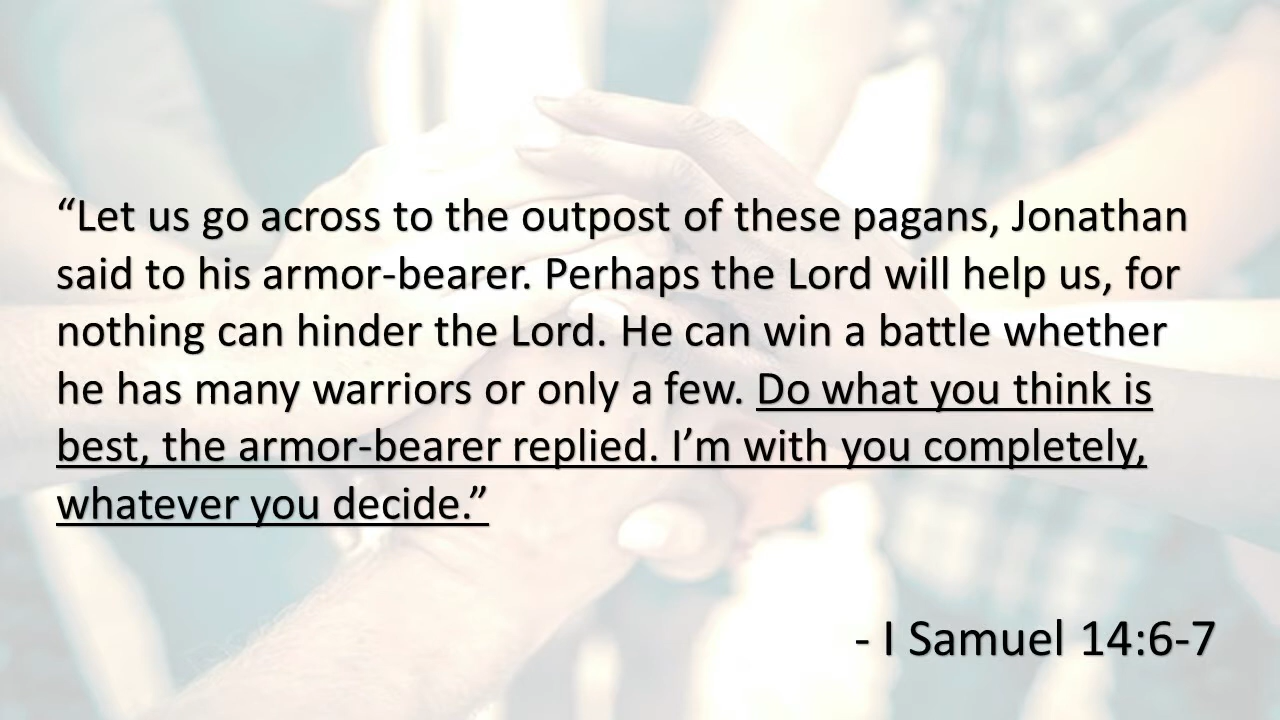 “Let us go across to the outpost of these pagans, Jonathan
said to his armor-bearer. Perhaps the Lord will help us, for
nothing can hinder the Lord. He can win a battle whether
he has many warriors or only a few. Do what you think is
best, the armor-bearer replied. I’m with you completely,
whatever you decide.”
- I Samuel 14:6-7